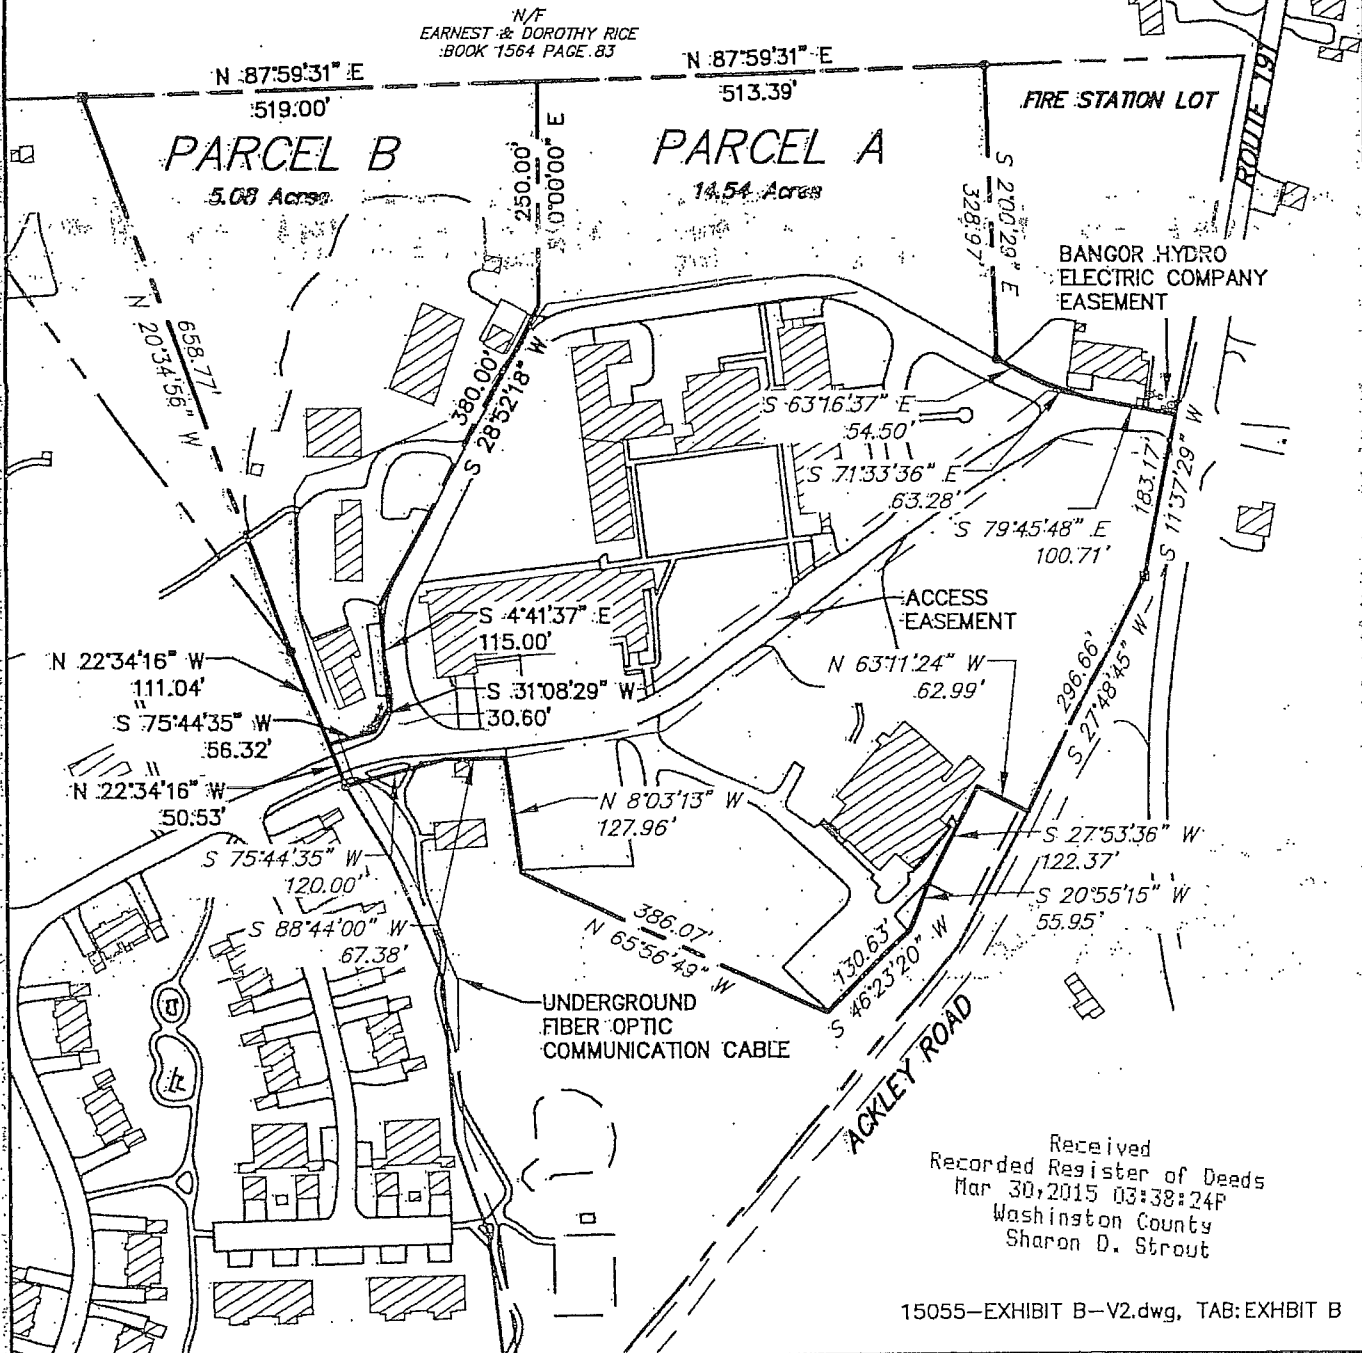 N/F
EARNEST & DOROTHY RICE
BOOK 1564 PAGE 83
N 87°59'31" E
519.00'
N 87°59'31" E
513.39'
FIRE STATION LOT
ROUTE 191
PARCEL B
5.08 Acres
PARCEL A
14.54 Acres
250.00'
S 0°00'00" E
S 2°00'29" E
328.97'
BANGOR HYDRO
ELECTRIC COMPANY
EASEMENT
658.77'
N 20°34'56" W
380.00'
S 28°52'18" W
S 63°16'37" E
54.50'
S 71°33'36" E
63.28'
S 79°45'48" E
100.71'
183.17'
S 11°37'29" W
ACCESS
EASEMENT
S 4°41'37" E
115.00'
N 22°34'16" W
111.04'
S 31°08'29" W
30.60'
N 63°11'24" W
62.99'
296.66'
S 27°48'45" W
S 75°44'35" W
56.32'
N 22°34'16" W
50.53'
N 8°03'13" W
127.96'
S 27°53'36" W
122.37'
S 75°44'35" W
120.00'
S 20°55'15" W
55.95'
S 88°44'00" W
67.38'
386.07'
N 65°56'49" W
130.63'
S 46°23'20" W
UNDERGROUND
FIBER OPTIC
COMMUNICATION CABLE
ACKLEY ROAD
Received
Recorded Register of Deeds
Mar 30,2015 03:38:24P
Washington County
Sharon D. Strout
15055-EXHIBIT B-V2.dwg, TAB:EXHBIT B